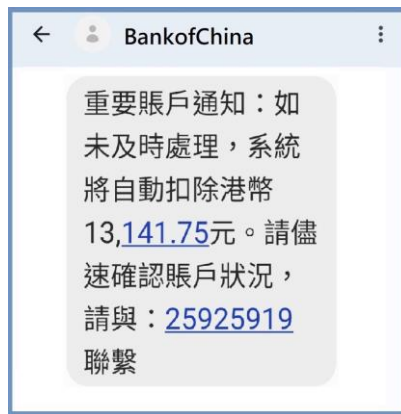 BankofChina
重要賬戶通知：如
未及時處理，系統
將自動扣除港幣
13,141.75元。請儘
速確認賬戶狀況，
請與：25925919
聯繫